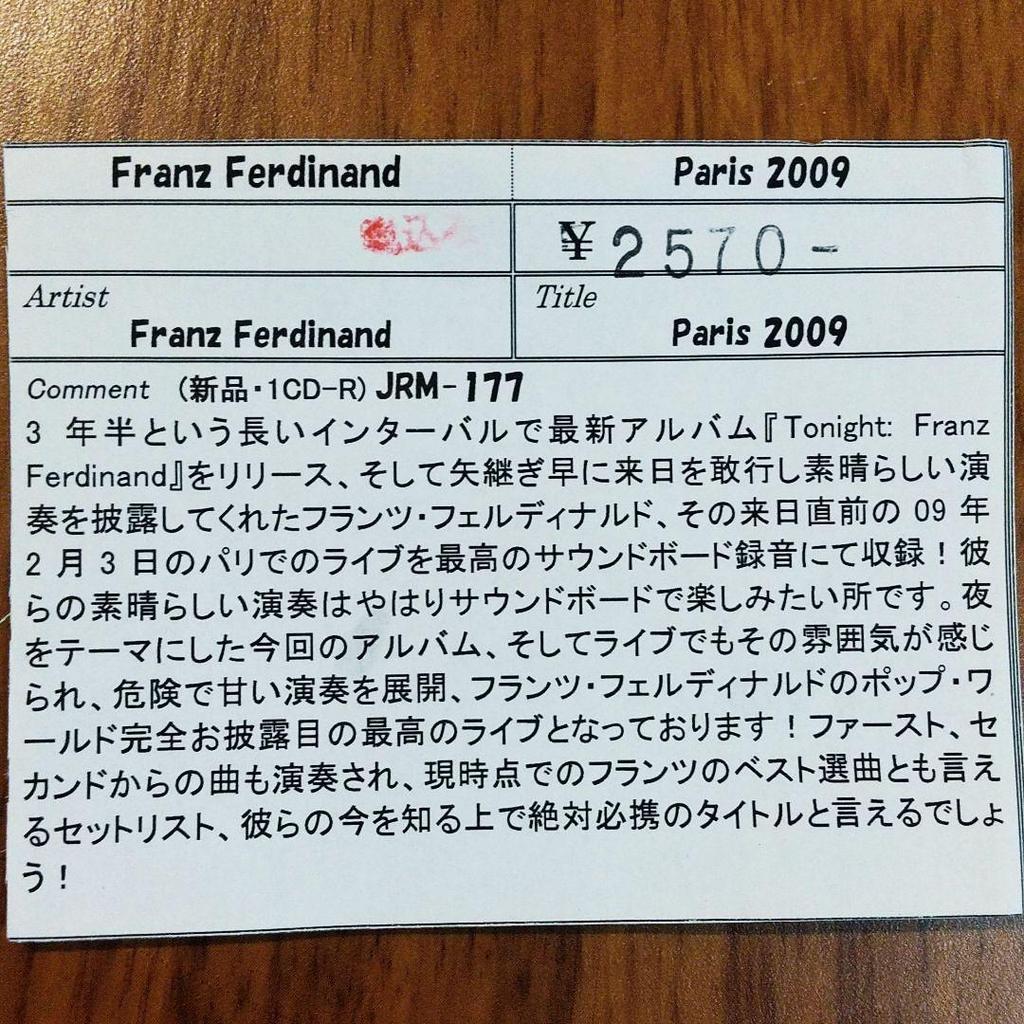 Franz Ferdinand Paris 2009
¥2570-
Artist Title
Franz Ferdinand Paris 2009
Comment (新品・1CD-R) JRM-177
3 年半という長いインターバルで最新アルバム『Tonight: Franz
Ferdinand』をリリース、そして矢継ぎ早に来日を敢行し素晴らしい演
奏を披露してくれたフランツ・フェルディナルド、その来日直前の 09 年
2 月 3 日のパリでのライブを最高のサウンドボード録音にて収録！彼
らの素晴らしい演奏はやはりサウンドボードで楽しみたい所です。夜
をテーマにした今回のアルバム、そしてライブでもその雰囲気が感じ
られ、危険で甘い演奏を展開、フランツ・フェルディナルドのポップ・ワ
ールド完全お披露目の最高のライブとなっております！ファースト、セ
カンドからの曲も演奏され、現時点でのフランツのベスト選曲とも言え
るセットリスト、彼らの今を知る上で絶対必携のタイトルと言えるでしょ
う！